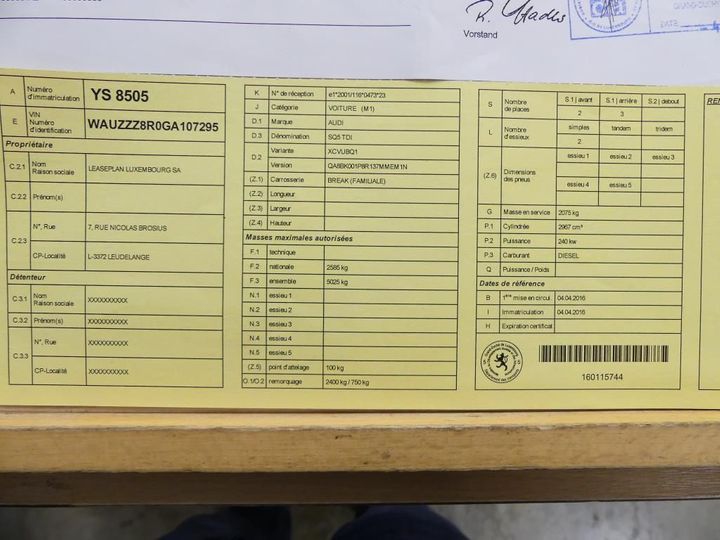 Vorstand
DATE
A Numéro d'immatriculation YS 8505
E VIN Numéro d'identification WAUZZZ8R0GA107295
Propriétaire
C.2.1 Nom Raison sociale LEASEPLAN LUXEMBOURG SA
C.2.2 Prénom(s)
C.2.3 N°, Rue 7, RUE NICOLAS BROSIUS
CP-Localité L-3372 LEUDELANGE
Détenteur
C.3.1 Nom Raison sociale XXXXXXXXXX
C.3.2 Prénom(s) XXXXXXXXXX
C.3.3 N°, Rue XXXXXXXXXX
CP-Localité XXXXXXXXXX
K N° de réception e1*2001/116*0473*23
J Catégorie VOITURE (M1)
D.1 Marque AUDI
D.3 Dénomination SQ5 TDI
D.2 Variante XCVUBQ1
Version QA8BK001P8R137MMEM1N
(Z.1) Carrosserie BREAK (FAMILIALE)
(Z.2) Longueur
(Z.3) Largeur
(Z.4) Hauteur
Masses maximales autorisées
F.1 technique
F.2 nationale 2585 kg
F.3 ensemble 5025 kg
N.1 essieu 1
N.2 essieu 2
N.3 essieu 3
N.4 essieu 4
N.5 essieu 5
(Z.5) point d'attelage 100 kg
O.1/O.2 remorquage 2400 kg / 750 kg
S Nombre de places S.1 | avant S.1 | arrière S.2 | debout
2 3
L Nombre d'essieux simples tandem tridem
2
(Z.6) Dimensions des pneus essieu 1 essieu 2 essieu 3
essieu 4 essieu 5
G Masse en service 2075 kg
P.1 Cylindrée 2967 cm³
P.2 Puissance 240 kw
P.3 Carburant DIESEL
Q Puissance / Poids
Dates de référence
B 1ère mise en circul 04.04.2016
I Immatriculation 04.04.2016
H Expiration certificat
160115744